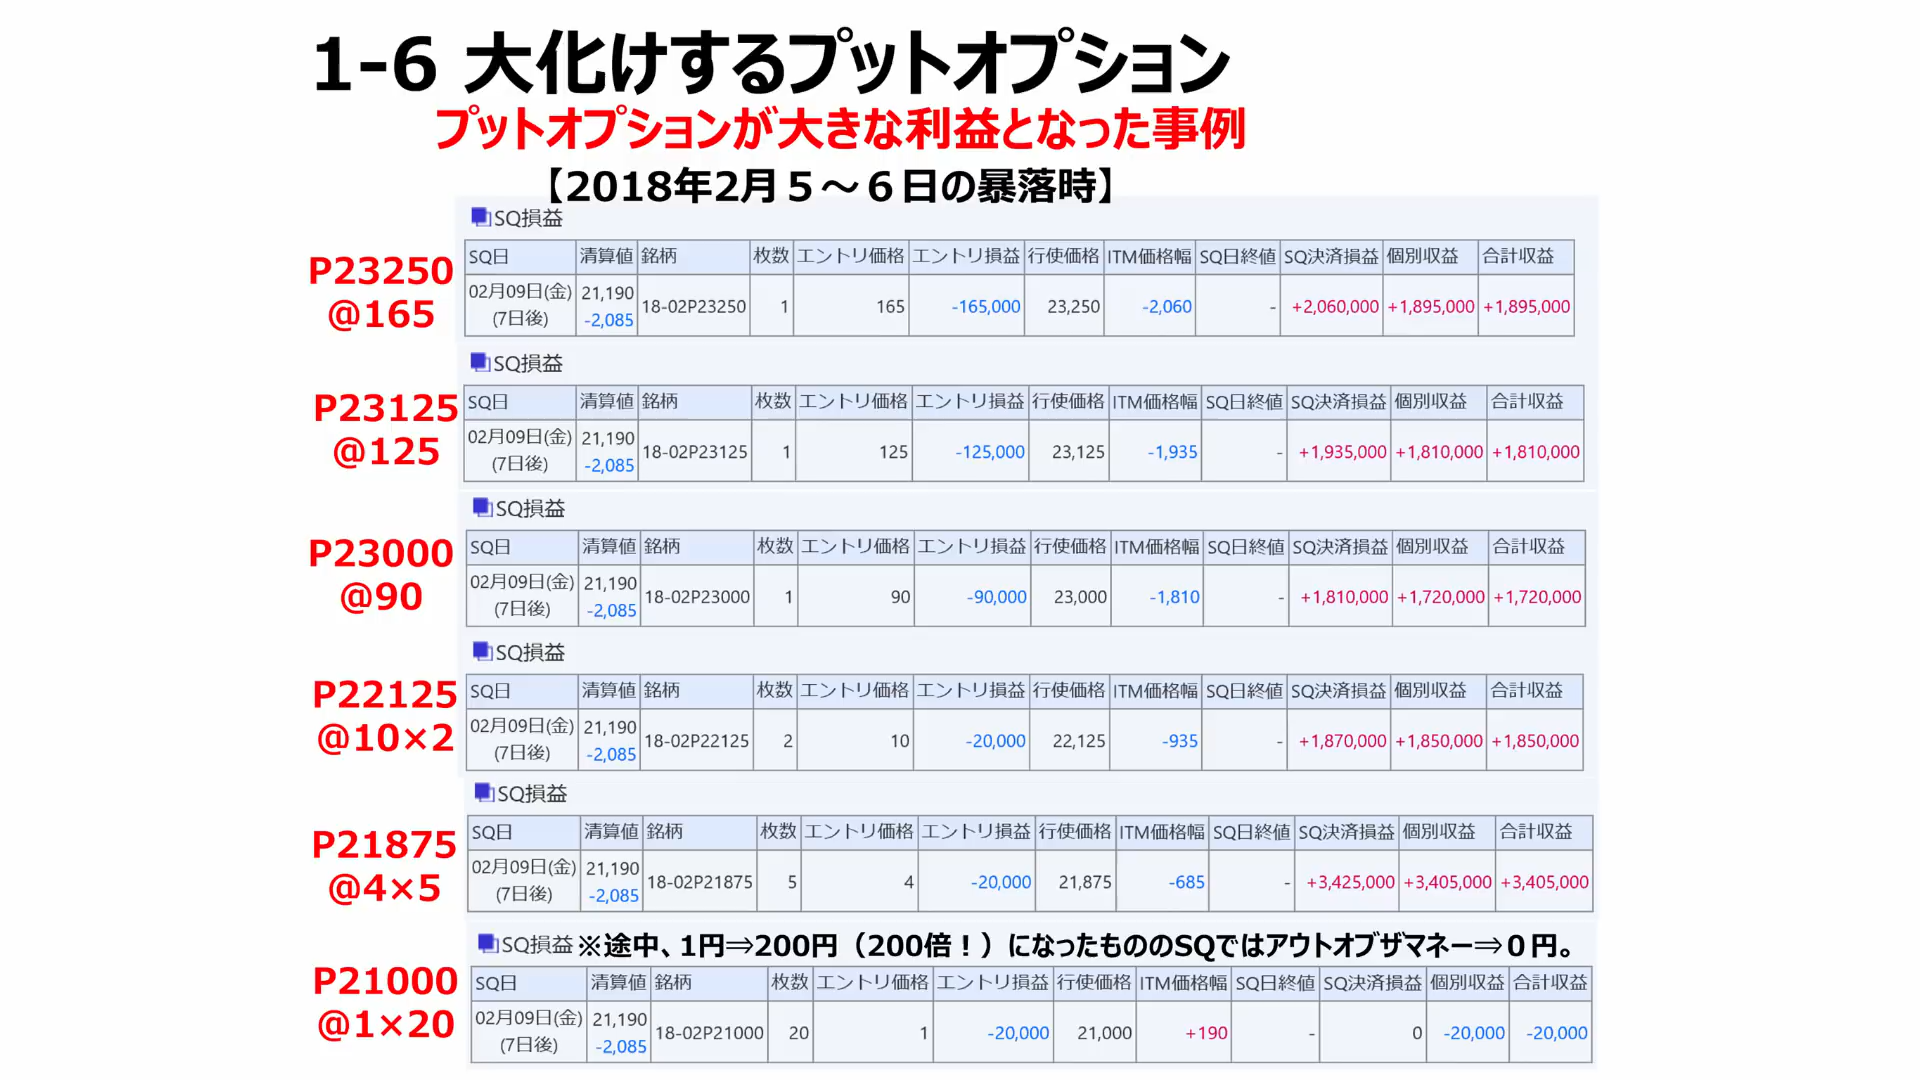 1-6 大化けするプットオプション
プットオプションが大きな利益となった事例
【2018年2月５～６日の暴落時】
P23250
@165
SQ損益
SQ日 清算値 銘柄 枚数 エントリ価格 エントリ損益 行使価格 ITM価格幅 SQ日終値 SQ決済損益 個別収益 合計収益
02月09日(金) 21,190 18-02P23250 1 165 -165,000 23,250 -2,060 - +2,060,000 +1,895,000 +1,895,000
(7日後) -2,085
P23125
@125
SQ損益
SQ日 清算値 銘柄 枚数 エントリ価格 エントリ損益 行使価格 ITM価格幅 SQ日終値 SQ決済損益 個別収益 合計収益
02月09日(金) 21,190 18-02P23125 1 125 -125,000 23,125 -1,935 - +1,935,000 +1,810,000 +1,810,000
(7日後) -2,085
P23000
@90
SQ損益
SQ日 清算値 銘柄 枚数 エントリ価格 エントリ損益 行使価格 ITM価格幅 SQ日終値 SQ決済損益 個別収益 合計収益
02月09日(金) 21,190 18-02P23000 1 90 -90,000 23,000 -1,810 - +1,810,000 +1,720,000 +1,720,000
(7日後) -2,085
P22125
@10×2
SQ損益
SQ日 清算値 銘柄 枚数 エントリ価格 エントリ損益 行使価格 ITM価格幅 SQ日終値 SQ決済損益 個別収益 合計収益
02月09日(金) 21,190 18-02P22125 2 10 -20,000 22,125 -935 - +1,870,000 +1,850,000 +1,850,000
(7日後) -2,085
P21875
@4×5
SQ損益
SQ日 清算値 銘柄 枚数 エントリ価格 エントリ損益 行使価格 ITM価格幅 SQ日終値 SQ決済損益 個別収益 合計収益
02月09日(金) 21,190 18-02P21875 5 4 -20,000 21,875 -685 - +3,425,000 +3,405,000 +3,405,000
(7日後) -2,085
P21000
@1×20
SQ損益 ※途中、1円⇒200円（200倍！）になったもののSQではアウトオブザマネー⇒０円。
SQ日 清算値 銘柄 枚数 エントリ価格 エントリ損益 行使価格 ITM価格幅 SQ日終値 SQ決済損益 個別収益 合計収益
02月09日(金) 21,190 18-02P21000 20 1 -20,000 21,000 +190 - 0 -20,000 -20,000
(7日後) -2,085